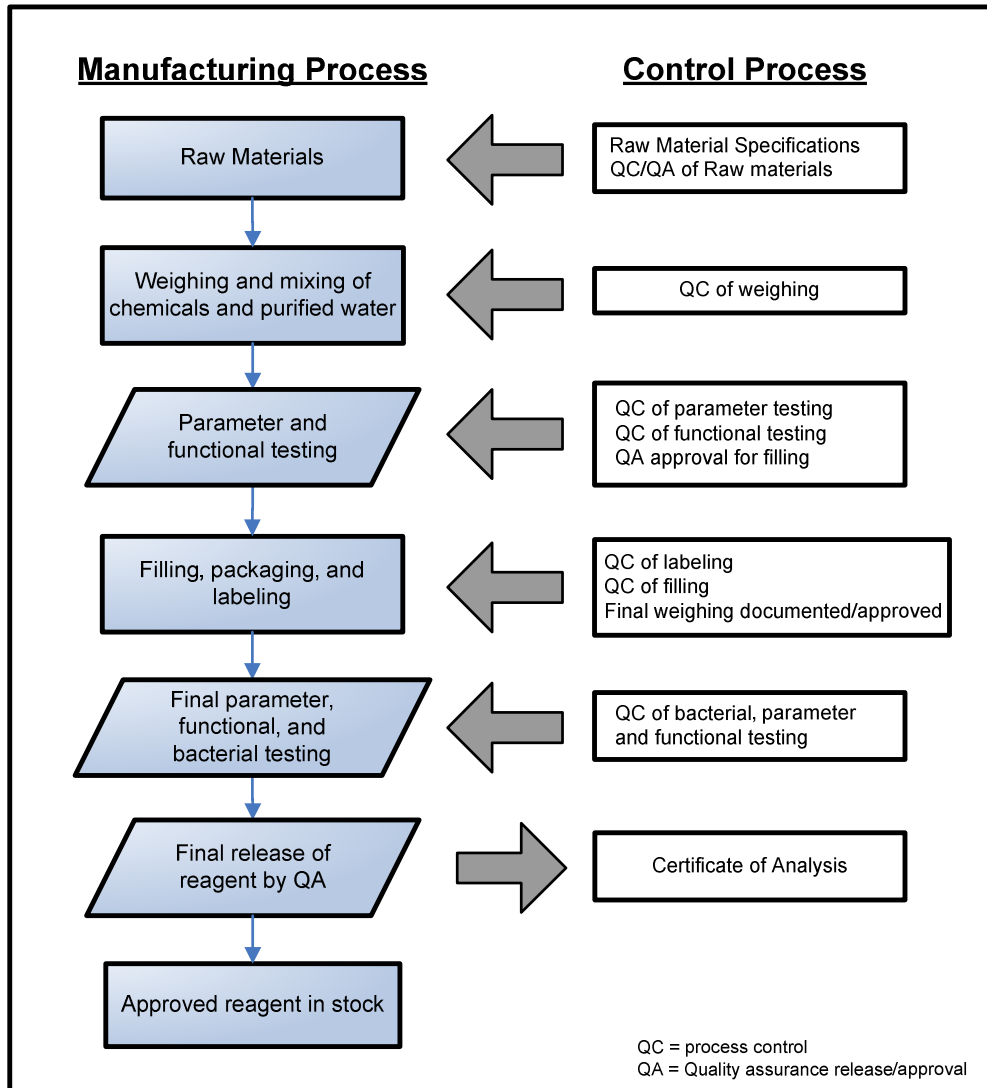 Manufacturing Process
Control Process
Raw Materials
Raw Material Specifications
QC/QA of Raw materials
Weighing and mixing of
chemicals and purified water
QC of weighing
Parameter and
functional testing
QC of parameter testing
QC of functional testing
QA approval for filling
Filling, packaging, and
labeling
QC of labeling
QC of filling
Final weighing documented/approved
Final parameter,
functional, and
bacterial testing
QC of bacterial, parameter
and functional testing
Final release of
reagent by QA
Certificate of Analysis
Approved reagent in stock
QC = process control
QA = Quality assurance release/approval